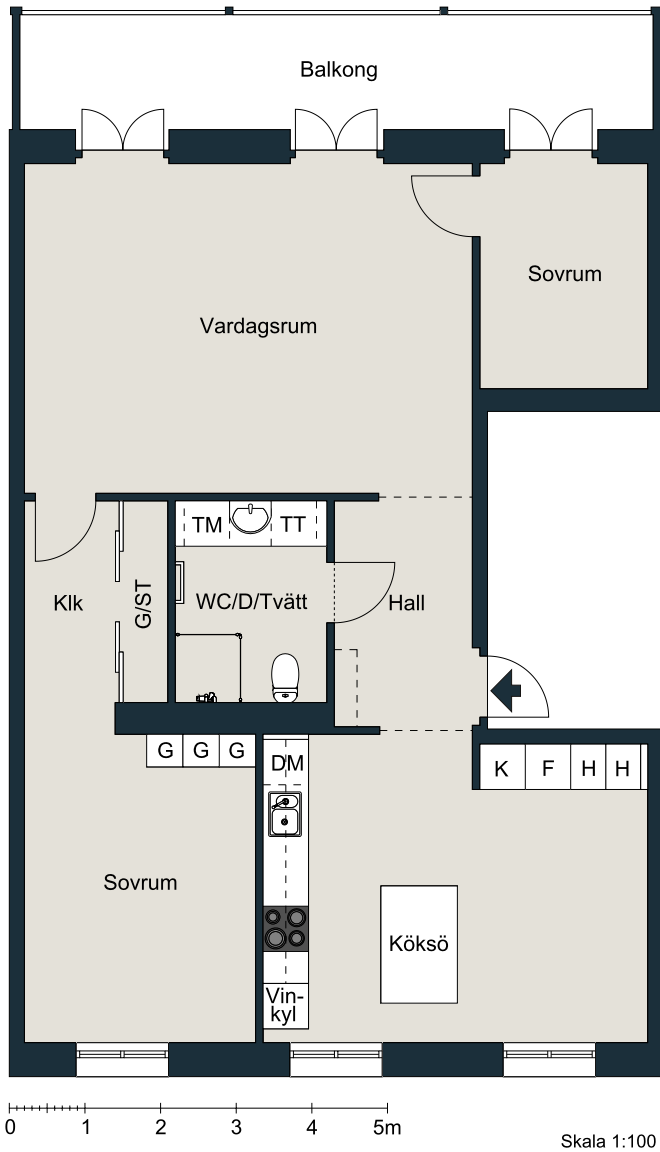 Balkong
Sovrum
Vardagsrum
TM
TT
Klk
G/ST
WC/D/Tvätt
Hall
G
G
G
DM
K
F
H
H
Sovrum
Köksö
Vin-
kyl
0 1 2 3 4 5m
Skala 1:100